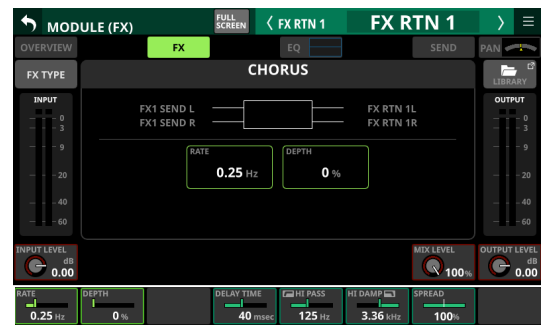 MODULE (FX)
FULL SCREEN
FX RTN 1
FX RTN 1
OVERVIEW
FX
EQ
SEND
PAN
FX TYPE
CHORUS
LIBRARY
INPUT
OUTPUT
FX1 SEND L
FX RTN 1L
FX1 SEND R
FX RTN 1R
0
3
9
20
40
60
0
3
9
20
40
60
RATE
0.25 Hz
DEPTH
0 %
INPUT LEVEL
dB
0.00
MIX LEVEL
100%
OUTPUT LEVEL
dB
0.00
RATE
0.25 Hz
DEPTH
0 %
DELAY TIME
40 msec
HI PASS
125 Hz
HI DAMP
3.36 kHz
SPREAD
100%